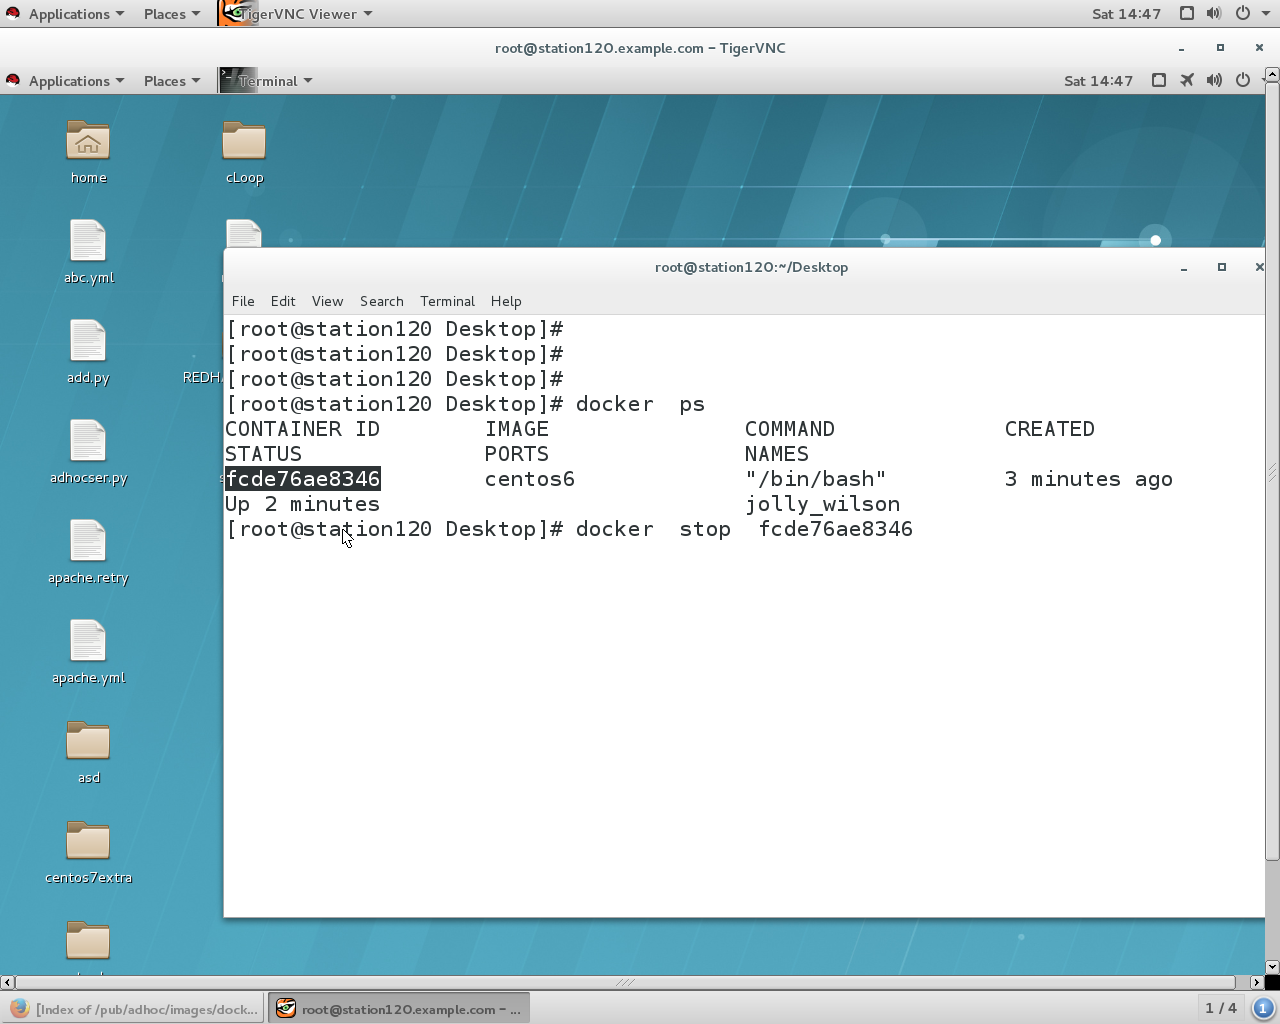 Applications Places TigerVNC Viewer Sat 14:47
root@station120.example.com - TigerVNC
Applications Places Terminal Sat 14:47
home
cLoop
abc.yml
add.py
REDH
adhocser.py
apache.retry
apache.yml
asd
centos7extra
root@station120:~/Desktop
File Edit View Search Terminal Help
[root@station120 Desktop]#
[root@station120 Desktop]#
[root@station120 Desktop]#
[root@station120 Desktop]# docker  ps
CONTAINER ID        IMAGE               COMMAND             CREATED
STATUS              PORTS               NAMES
fcde76ae8346        centos6             "/bin/bash"         3 minutes ago
Up 2 minutes                            jolly_wilson
[root@station120 Desktop]# docker  stop  fcde76ae8346
[Index of /pub/adhoc/images/dock... root@station120.example.com - ... 1 / 4 1